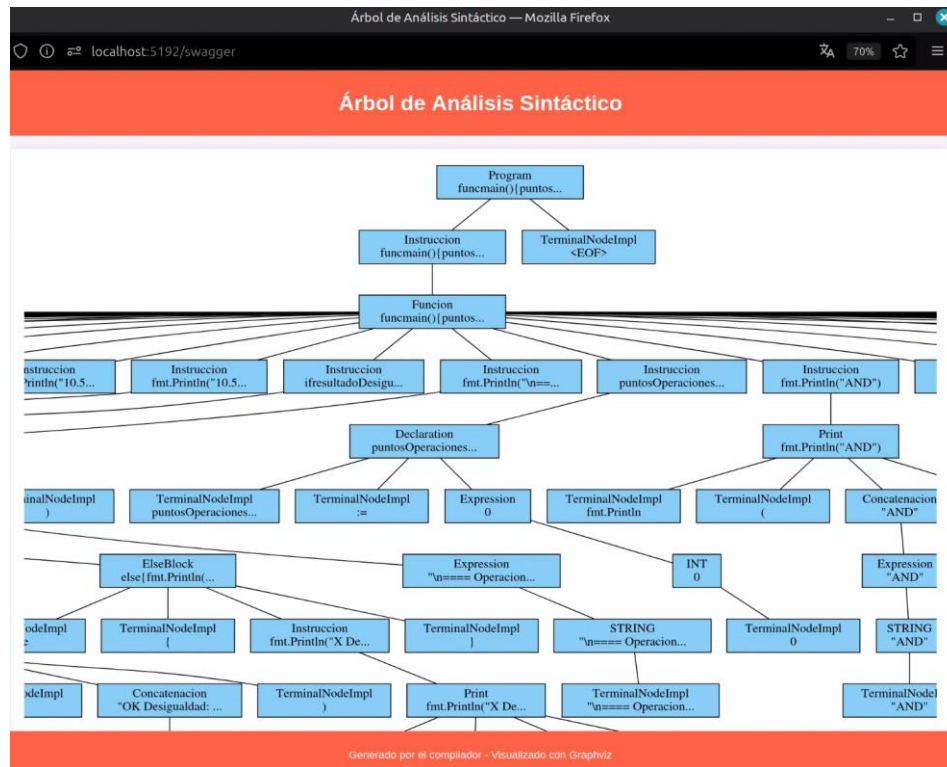 Árbol de Análisis Sintáctico — Mozilla Firefox
localhost:5192/swagger
70%
Árbol de Análisis Sintáctico
Program
funcmain(){puntos...
Instruccion
funcmain(){puntos...
TerminalNodeImpl
<EOF>
Funcion
funcmain(){puntos...
nstruccion
Println("10.5...
Instruccion
fmt.Println("10.5...
Instruccion
ifresultadoDesigu...
Instruccion
fmt.Println("\n==...
Instruccion
puntosOperaciones...
Instruccion
fmt.Println("AND")
Declaration
puntosOperaciones...
Print
fmt.Println("AND")
inalNodeImpl
)
TerminalNodeImpl
puntosOperaciones...
TerminalNodeImpl
:=
Expression
0
TerminalNodeImpl
fmt.Println
TerminalNodeImpl
(
Concatenacion
"AND"
ElseBlock
else{fmt.Println(...
Expression
"\n==== Operacion...
INT
0
Expression
"AND"
odeImpl
e
TerminalNodeImpl
{
Instruccion
fmt.Println("X De...
TerminalNodeImpl
}
STRING
"\n==== Operacion...
TerminalNodeImpl
0
STRING
"AND"
odeImpl
Concatenacion
"OK Desigualdad: ...
TerminalNodeImpl
)
Print
fmt.Println("X De...
TerminalNodeImpl
"\n==== Operacion...
TerminalNodeI
"AND"
Generado por el compilador - Visualizado con Graphviz